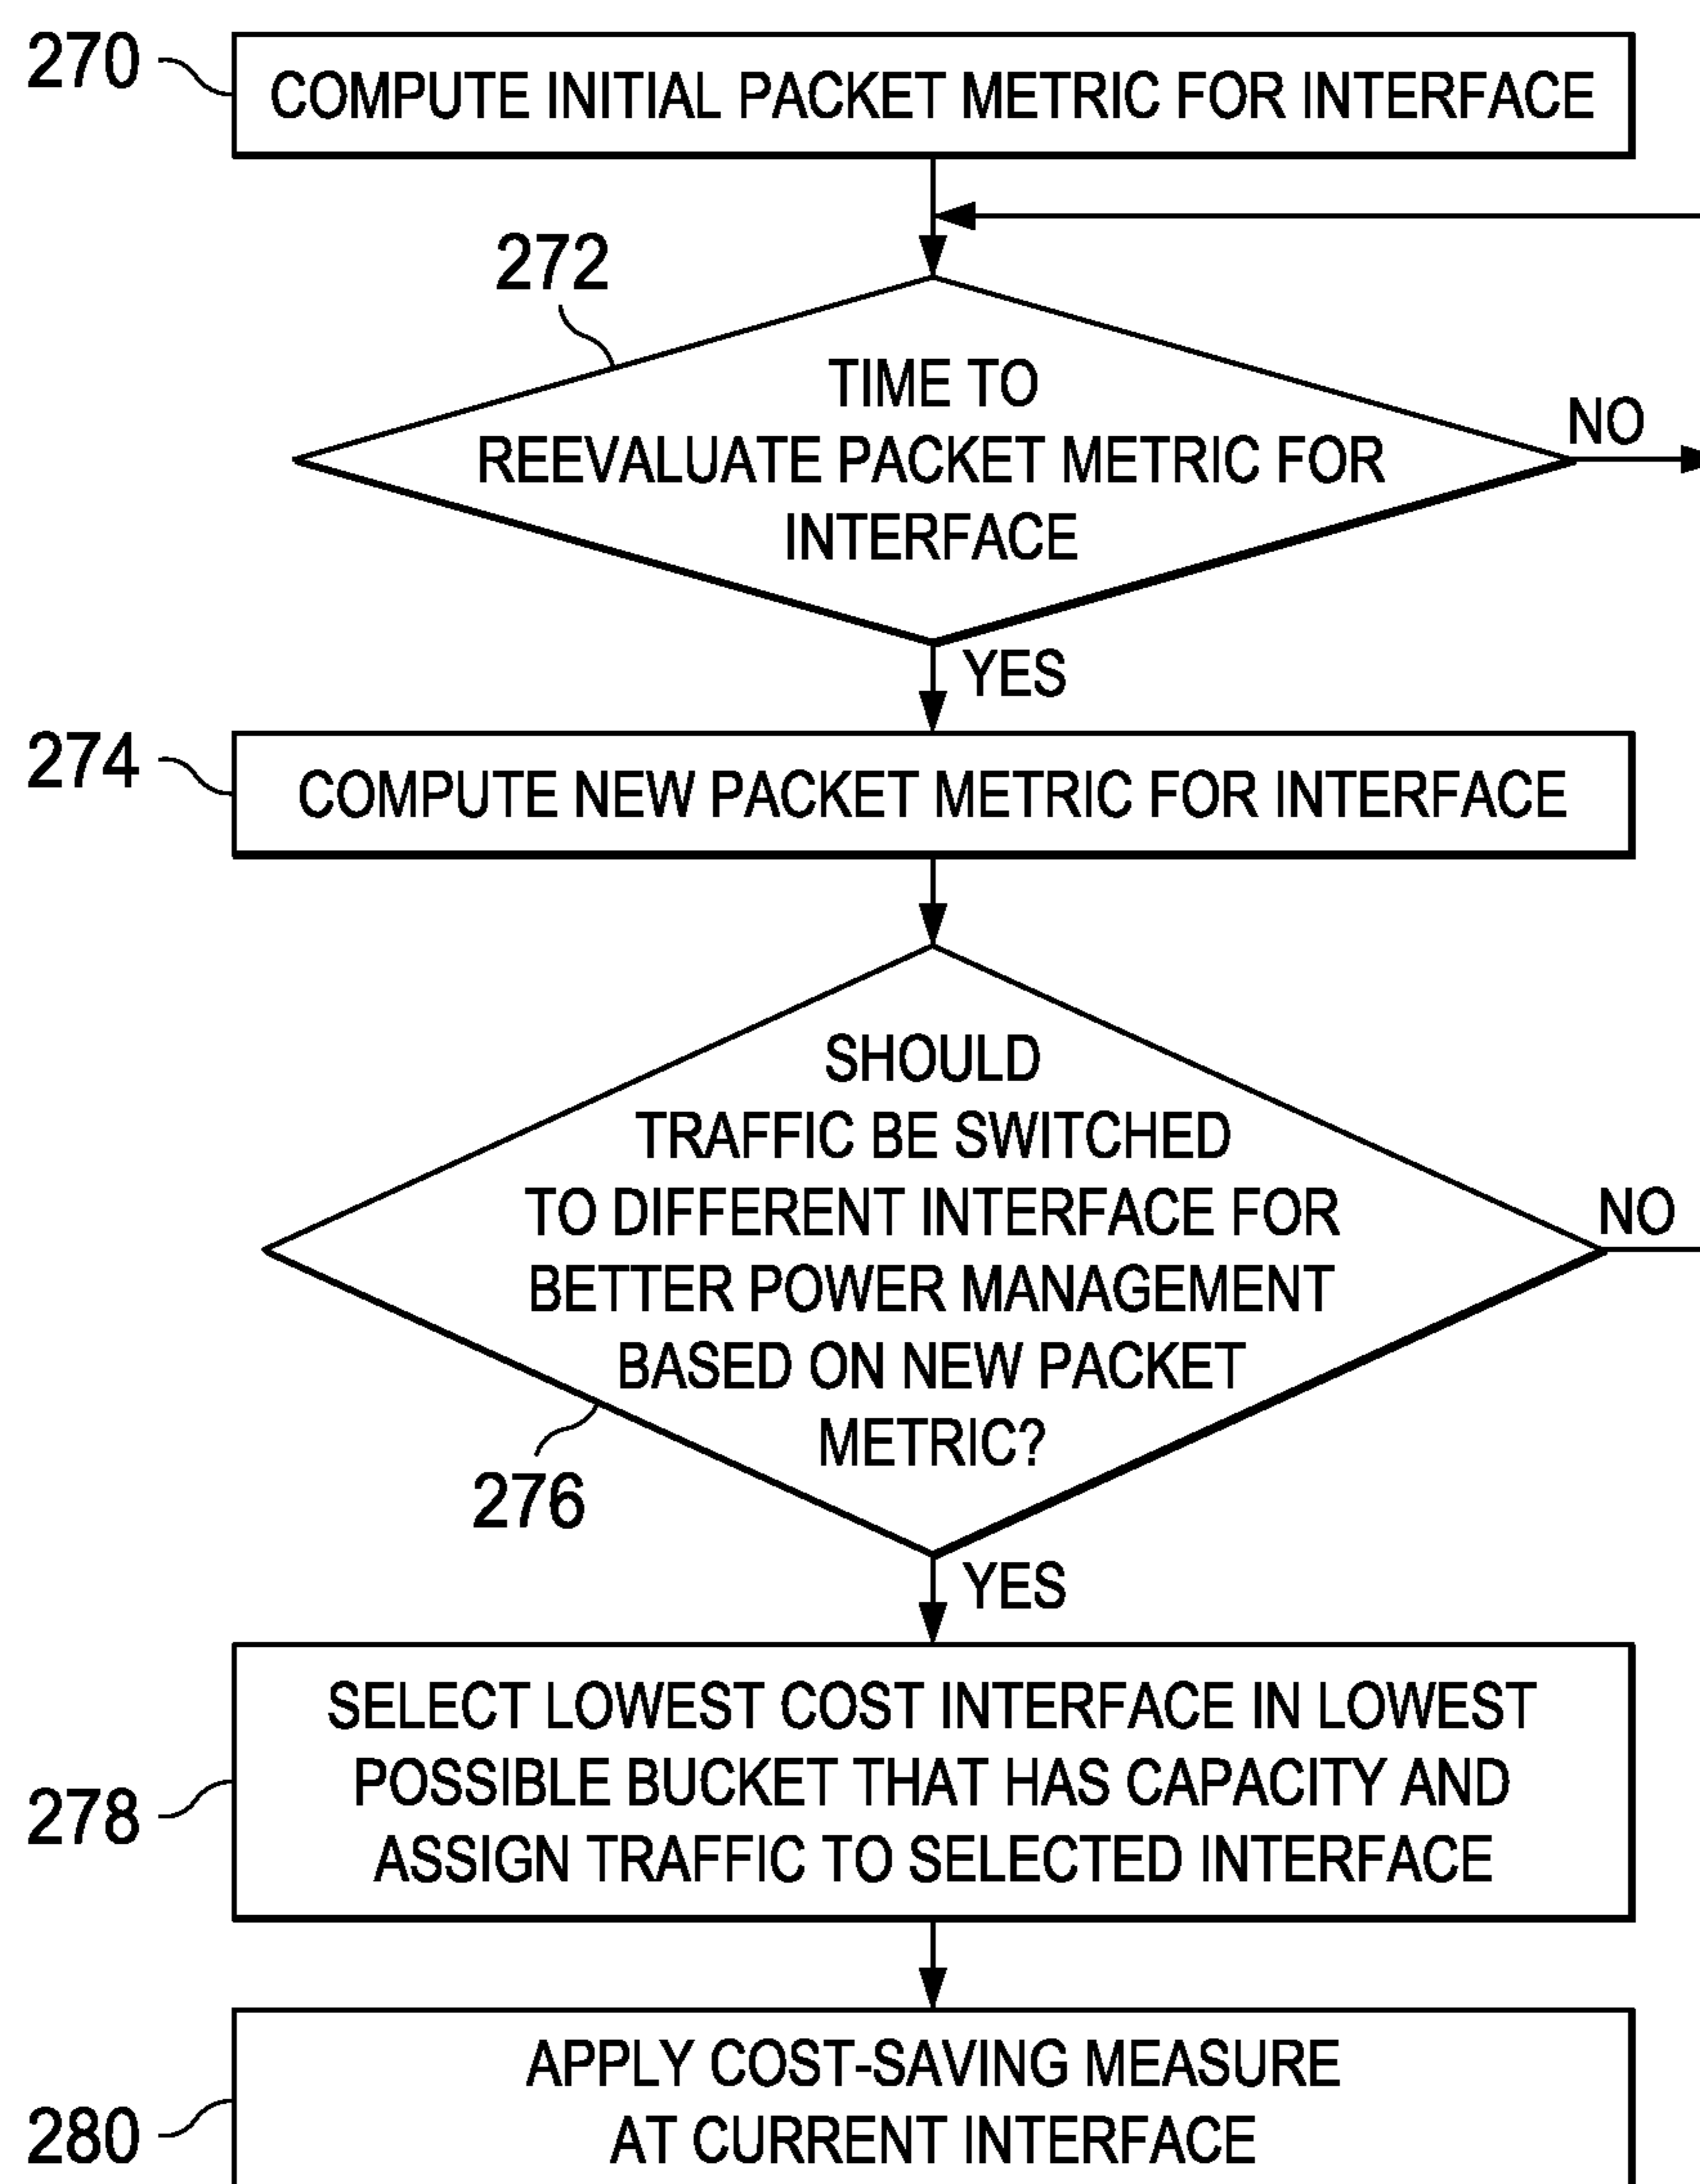 270
COMPUTE INITIAL PACKET METRIC FOR INTERFACE
272
TIME TO
REEVALUATE PACKET METRIC FOR
INTERFACE
NO
YES
274
COMPUTE NEW PACKET METRIC FOR INTERFACE
SHOULD
TRAFFIC BE SWITCHED
TO DIFFERENT INTERFACE FOR
BETTER POWER MANAGEMENT
BASED ON NEW PACKET
METRIC?
NO
276
YES
278
SELECT LOWEST COST INTERFACE IN LOWEST
POSSIBLE BUCKET THAT HAS CAPACITY AND
ASSIGN TRAFFIC TO SELECTED INTERFACE
280
APPLY COST-SAVING MEASURE
AT CURRENT INTERFACE